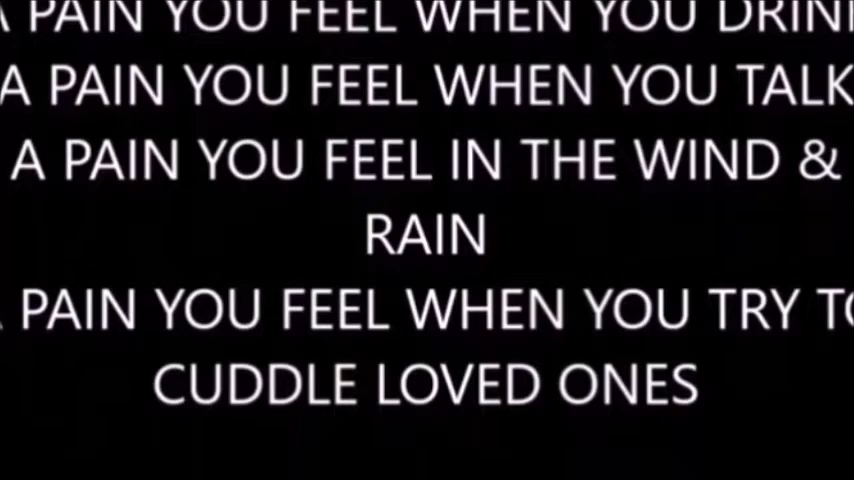 A PAIN YOU FEEL WHEN YOU DRINK
A PAIN YOU FEEL WHEN YOU TALK
A PAIN YOU FEEL IN THE WIND &
RAIN
A PAIN YOU FEEL WHEN YOU TRY TO
CUDDLE LOVED ONES